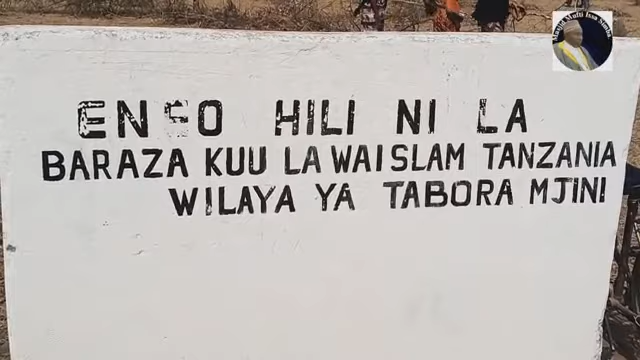 ENEO HILI NI LA
BARAZA KUU LA WAISLAM TANZANIA
WILAYA YA TABORA MJINI